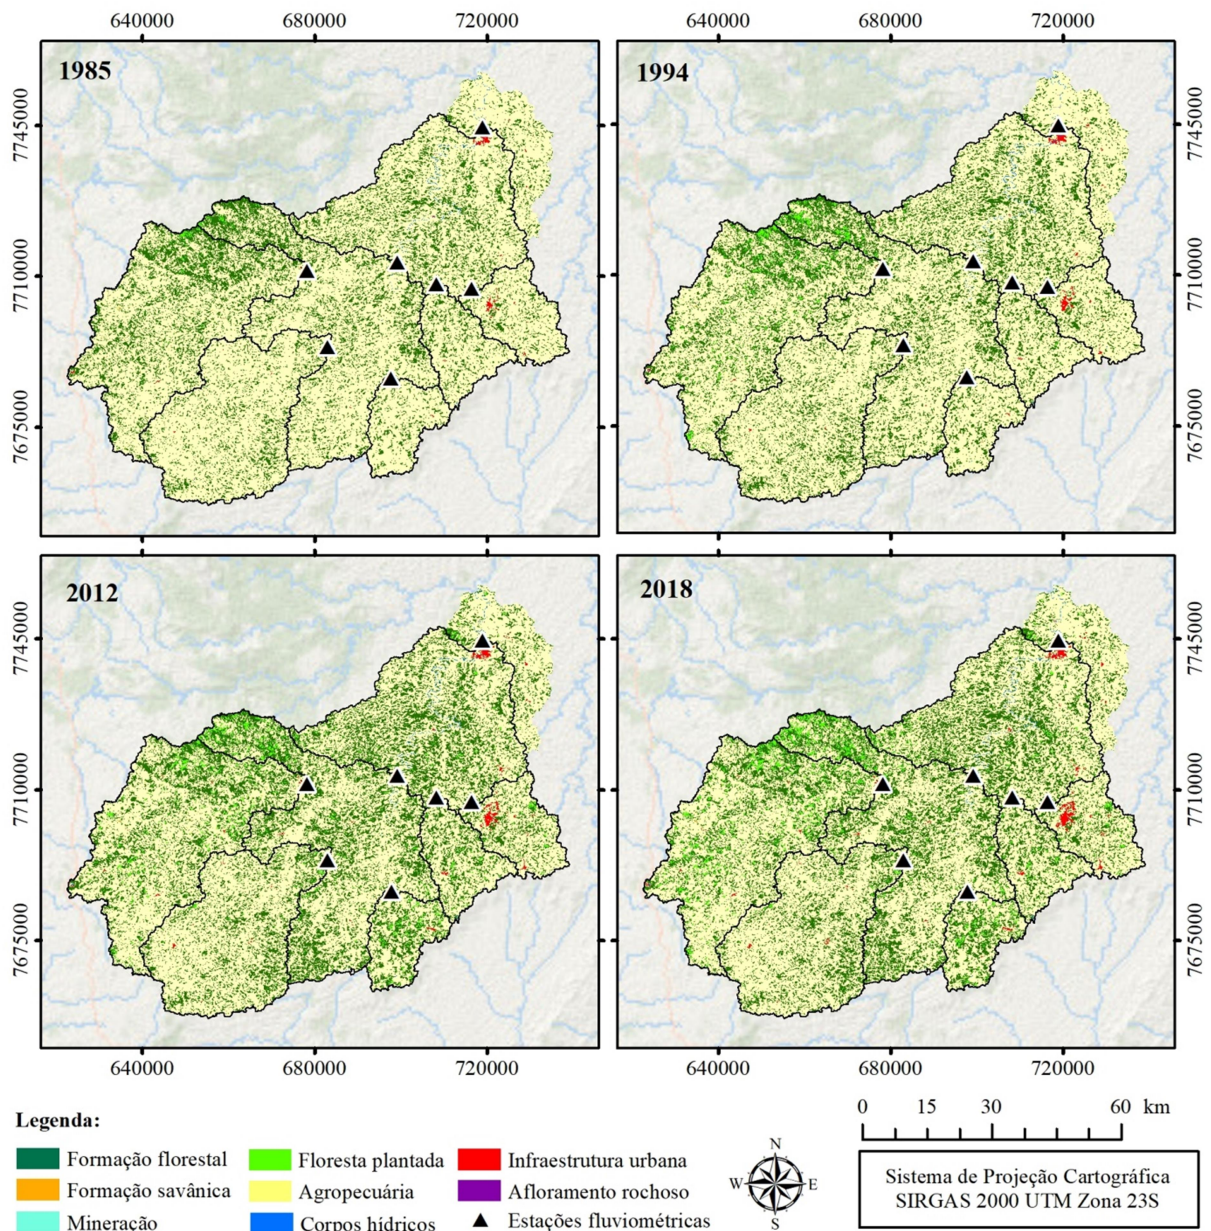 640000 680000 720000 640000 680000 720000
1985
1994
7745000
7710000
7675000
7745000
7710000
7675000
2012
2018
7745000
7710000
7675000
7745000
7710000
7675000
640000 680000 720000 640000 680000 720000
Legenda:
Formação florestal
Floresta plantada
Infraestrutura urbana
Formação savânica
Agropecuária
Afloramento rochoso
Mineração
Corpos hídricos
Estações fluviométricas
N
W E
S
0 15 30 60 km
Sistema de Projeção Cartográfica
SIRGAS 2000 UTM Zona 23S